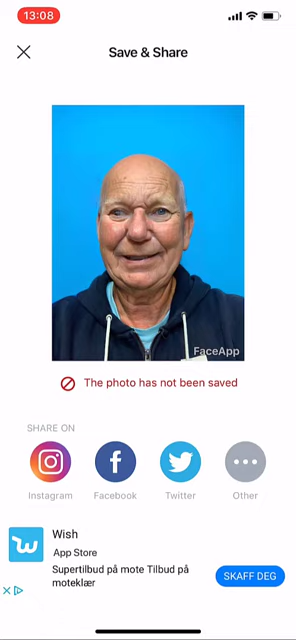 13:08
Save & Share
FaceApp
The photo has not been saved
SHARE ON
Instagram
Facebook
Twitter
Other
Wish
App Store
Supertilbud på mote Tilbud på
moteklær
SKAFF DEG